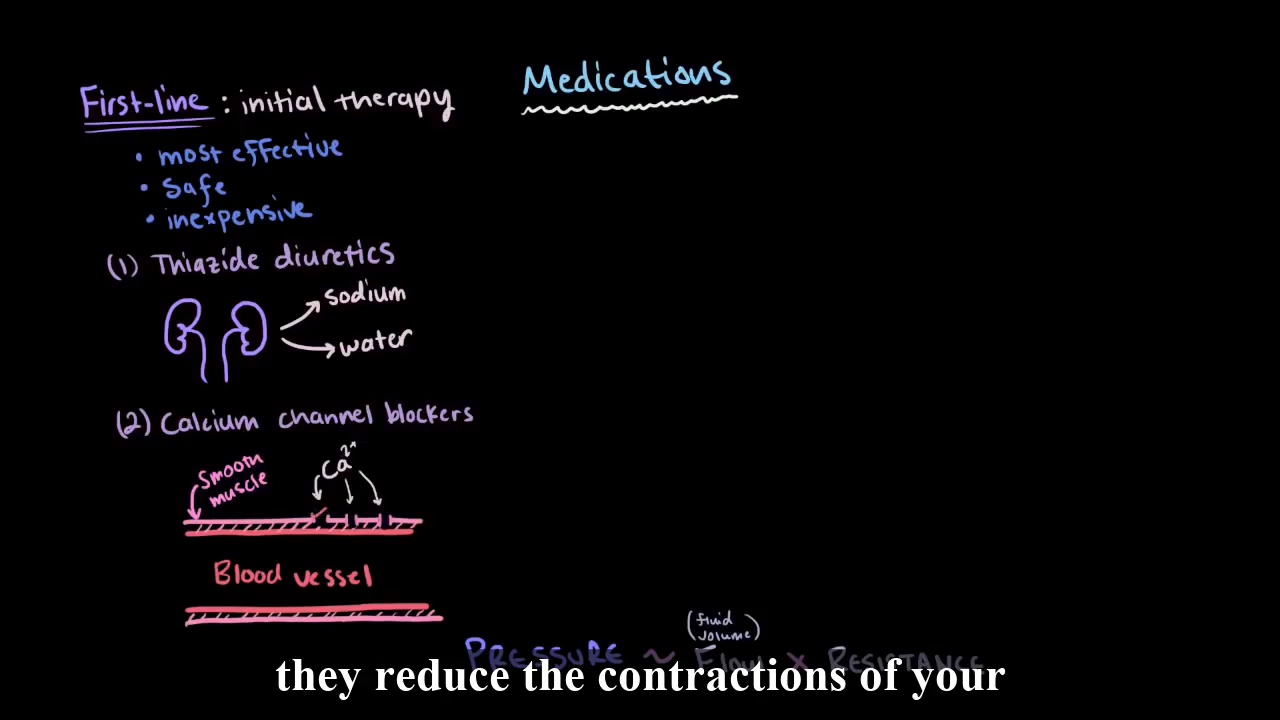 Medications
First-line : initial therapy
• most effective
• safe
• inexpensive
(1) Thiazide diuretics
sodium
water
(2) Calcium channel blockers
Smooth
muscle
Ca²⁺
Blood vessel
(fluid
volume)
PRESSURE ~ FLOW × RESISTANCE
they reduce the contractions of your